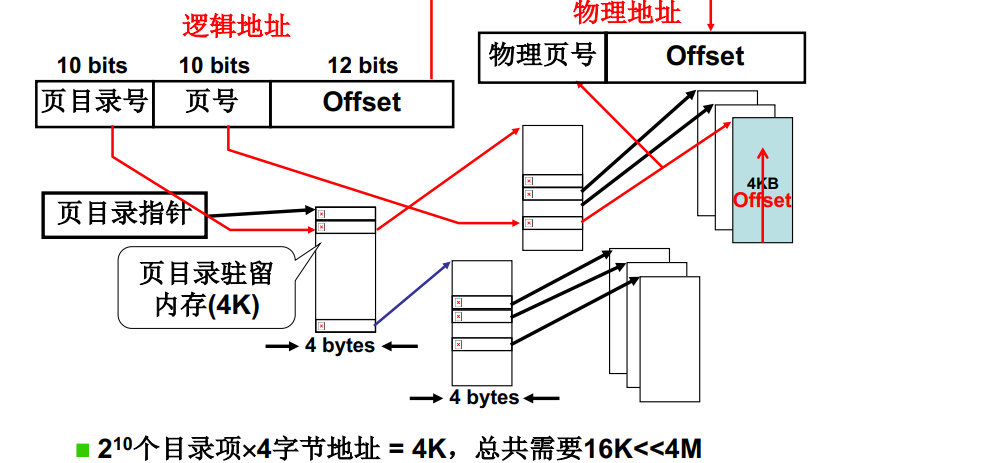 逻辑地址
物理地址
10 bits 10 bits 12 bits
页目录号 页号 Offset
物理页号 Offset
4KB
Offset
页目录指针
页目录驻留
内存(4K)
4 bytes
4 bytes
2¹⁰个目录项×4字节地址 = 4K，总共需要16K<<4M